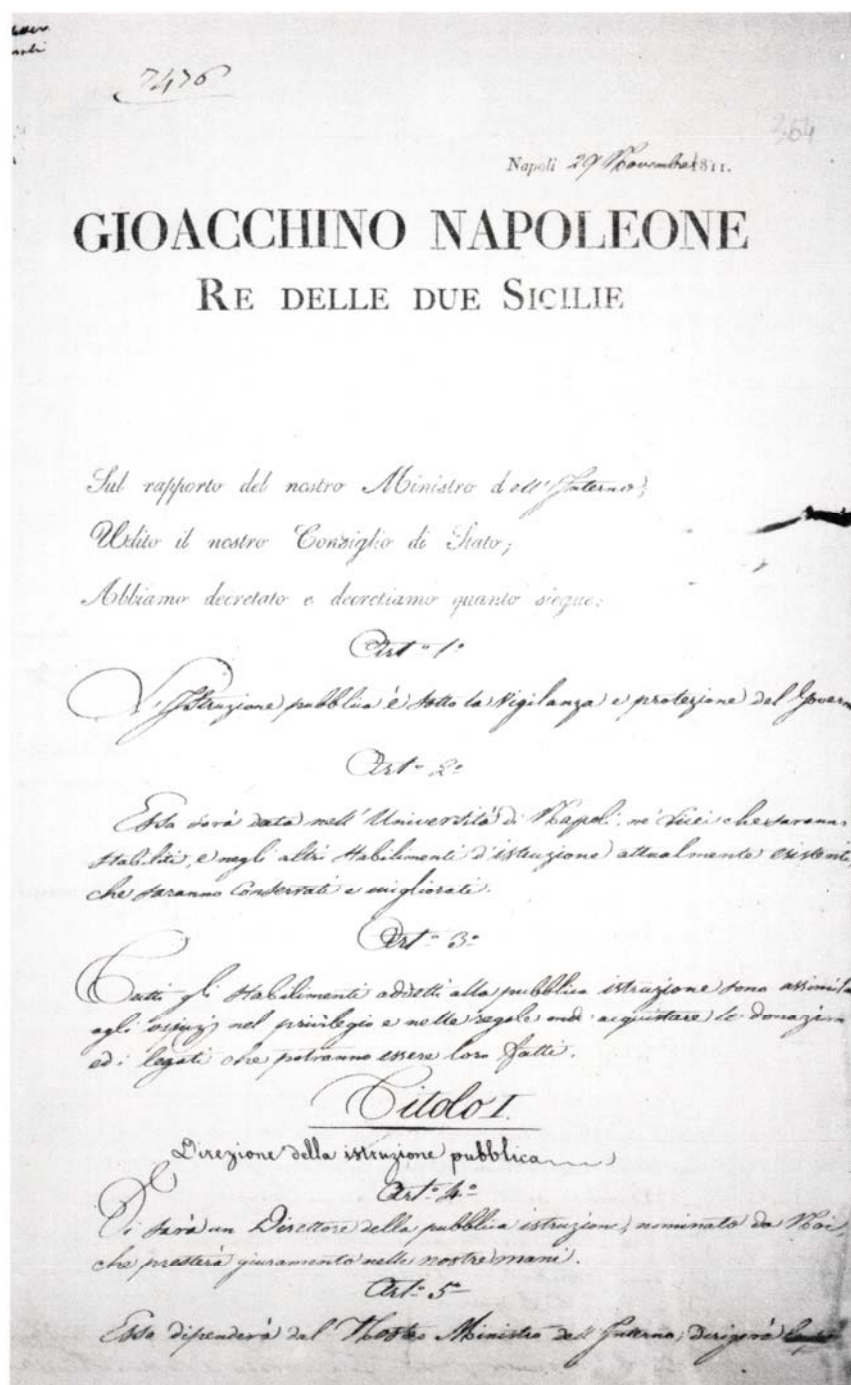 7476
364
Napoli 29 Novembre 1811.
GIOACCHINO NAPOLEONE
RE DELLE DUE SICILIE
Sul rapporto del nostro Ministro dell'Interno;
Udito il nostro Consiglio di Stato;
Abbiamo decretato e decretiamo quanto siegue:
Art.o 1.o
L'Istruzione pubblica è sotto la vigilanza e protezione del Govern
Art.o 2.o
Essa sarà data nell'Università di Napoli, ne' Licei che saranno
stabiliti, e negli altri stabilimenti d'istruzione attualmente esistenti,
che saranno conservati e migliorati.
Art.o 3.o
Tutti gli stabilimenti addetti alla pubblica istruzione sono assimila
agli ospizj nel privilegio e nelle regole onde acquistare le donazion
ed i legati che potranno essere loro fatti.
Titolo I.
Direzione della istruzione pubblica
Art.o 4.o
Vi sarà un Direttore della pubblica istruzione, nominato da Noi,
che presterà giuramento nelle nostre mani.
Art.o 5.o
Esso dipenderà dal Nostro Ministro dell'Interno; dirigerà